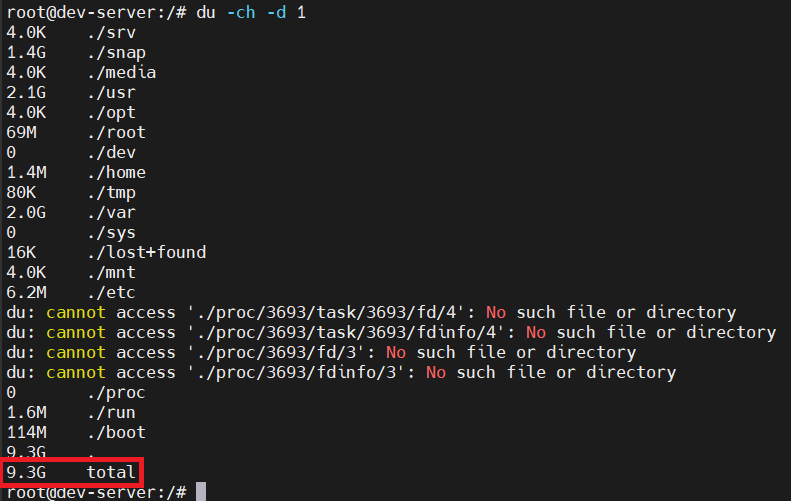 root@dev-server:/# du -ch -d 1
4.0K    ./srv
1.4G    ./snap
4.0K    ./media
2.1G    ./usr
4.0K    ./opt
69M     ./root
0       ./dev
1.4M    ./home
80K     ./tmp
2.0G    ./var
0       ./sys
16K     ./lost+found
4.0K    ./mnt
6.2M    ./etc
du: cannot access './proc/3693/task/3693/fd/4': No such file or directory
du: cannot access './proc/3693/task/3693/fdinfo/4': No such file or directory
du: cannot access './proc/3693/fd/3': No such file or directory
du: cannot access './proc/3693/fdinfo/3': No such file or directory
0       ./proc
1.6M    ./run
114M    ./boot
9.3G    .
9.3G    total
root@dev-server:/#